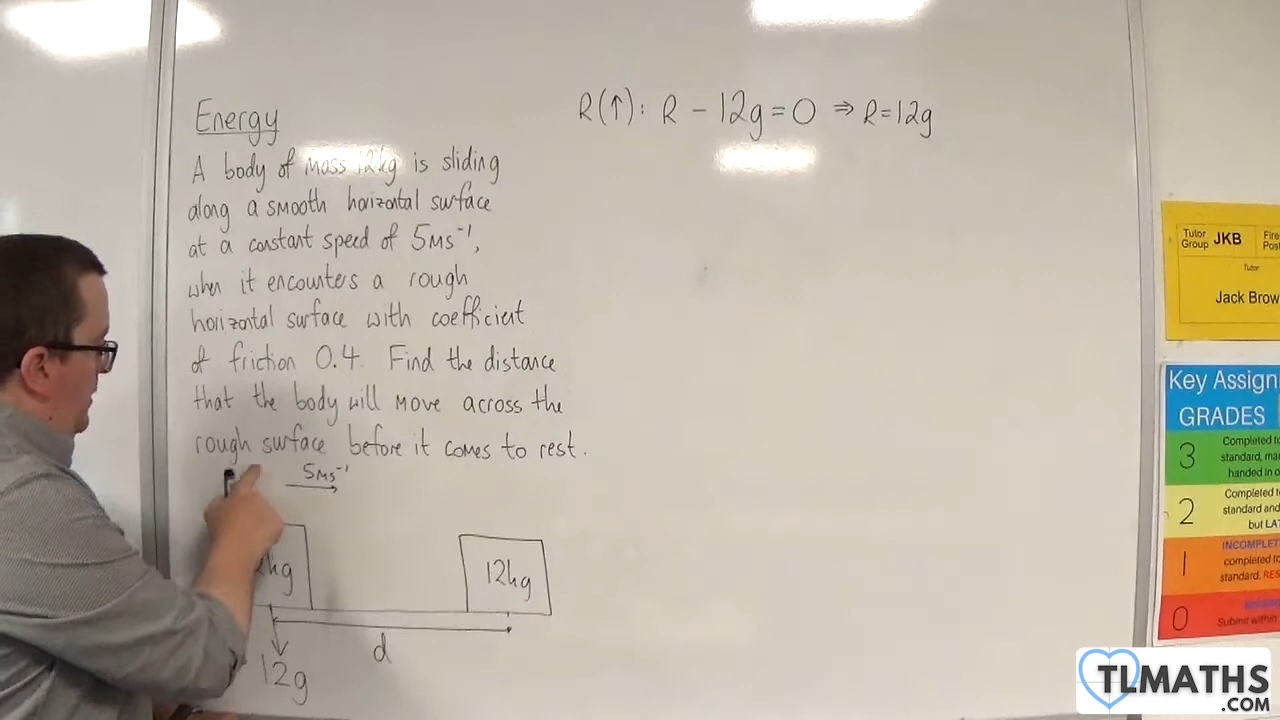 Energy
R(↑): R - 12g = 0 ⇒ R = 12g
A body of mass 12kg is sliding
along a smooth horizontal surface
at a constant speed of 5ms⁻¹,
when it encounters a rough
horizontal surface with coefficient
of friction 0.4. Find the distance
that the body will move across the
rough surface before it comes to rest.
5ms⁻¹
kg
12kg
d
12g
Tutor
Group JKB
Tutor
Jack Brow
Key Assign
GRADES
3
Completed t
standard, ma
handed in o
2
Completed t
standard and
but LA
1
INCOMPLET
completed to
standard, RES
0
Submit within
TLMATHS
.COM